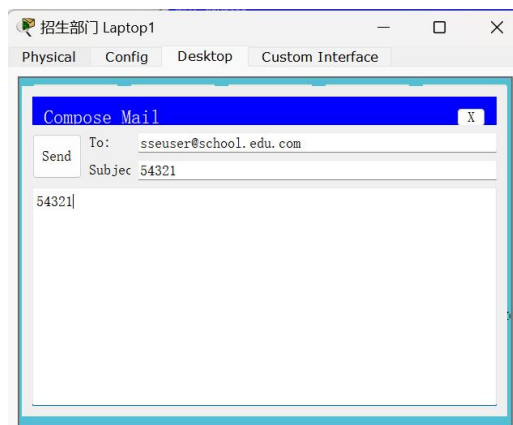 招生部门 Laptop1
Physical Config Desktop Custom Interface
Compose Mail X
Send
To: sseuser@school.edu.com
Subjec 54321
54321